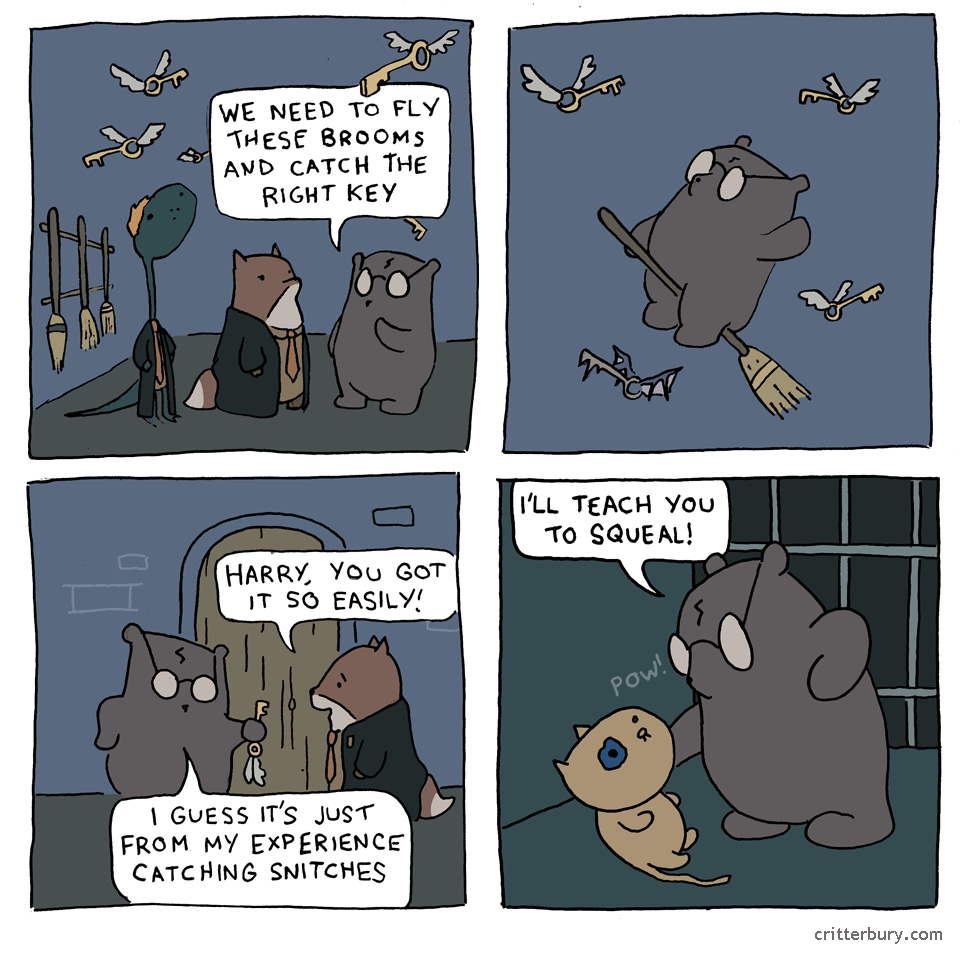 WE NEED TO FLY
THESE BROOMS
AND CATCH THE
RIGHT KEY
HARRY, YOU GOT
IT SO EASILY!
I GUESS IT'S JUST
FROM MY EXPERIENCE
CATCHING SNITCHES
I'LL TEACH YOU
TO SQUEAL!
POW!
critterbury.com